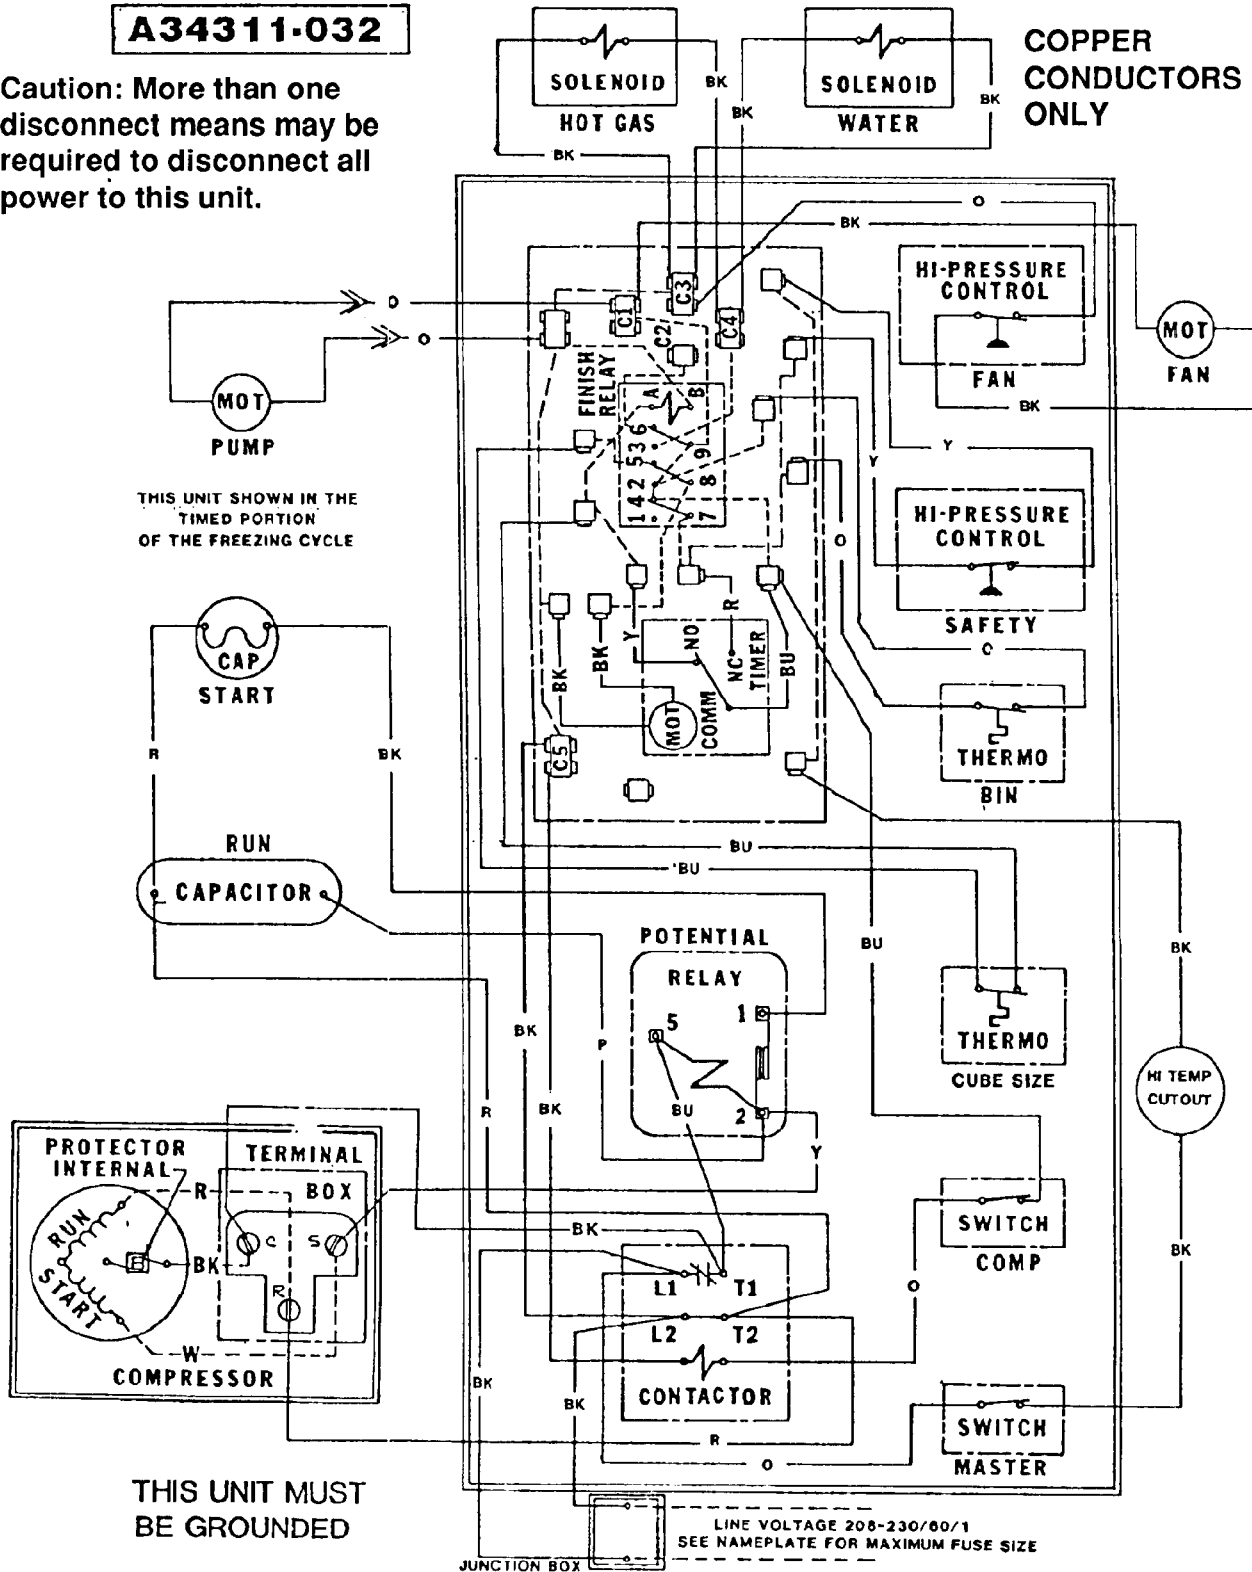 A34311-032
Caution: More than one
disconnect means may be
required to disconnect all
power to this unit.
COPPER
CONDUCTORS
ONLY
SOLENOID
HOT GAS
SOLENOID
WATER
BK
BK
BK
BK
O
BK
HI-PRESSURE
CONTROL
FAN
MOT
FAN
BK
O
O
MOT
PUMP
C1
C2
C3
C4
FINISH
RELAY
A
B
6
5 3
4 2
1
9
8
7
THIS UNIT SHOWN IN THE
TIMED PORTION
OF THE FREEZING CYCLE
Y
Y
HI-PRESSURE
CONTROL
SAFETY
O
O
CAP
START
R
BK
BK
BK
Y
NO
R
NC
TIMER
BU
MOT
COMM
C5
THERMO
BIN
RUN
CAPACITOR
BU
BU
BU
BK
POTENTIAL
RELAY
1
5
2
BU
BK
P
R
BK
Y
THERMO
CUBE SIZE
HI TEMP
CUTOUT
PROTECTOR
INTERNAL
TERMINAL
BOX
R
RUN
START
BK
C
S
R
W
COMPRESSOR
BK
L1
T1
L2
T2
CONTACTOR
SWITCH
COMP
O
BK
BK
BK
R
O
SWITCH
MASTER
THIS UNIT MUST
BE GROUNDED
LINE VOLTAGE 208-230/60/1
SEE NAMEPLATE FOR MAXIMUM FUSE SIZE
JUNCTION BOX